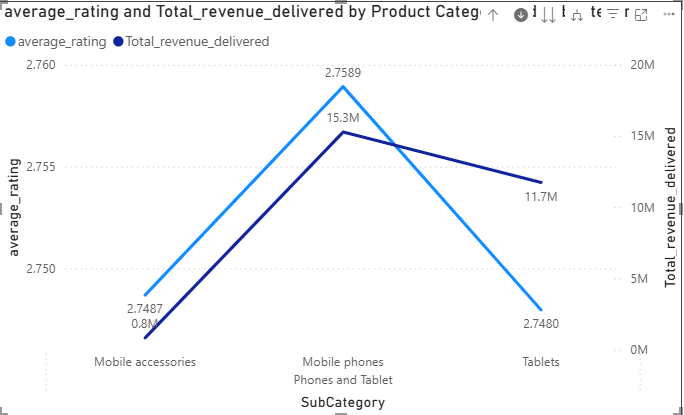 average_rating and Total_revenue_delivered by Product Categ
average_rating Total_revenue_delivered
2.760
2.755
2.750
average_rating
20M
15M
10M
5M
0M
Total_revenue_delivered
2.7589
15.3M
11.7M
2.7487
0.8M
2.7480
Mobile accessories Mobile phones Tablets
Phones and Tablet
SubCategory